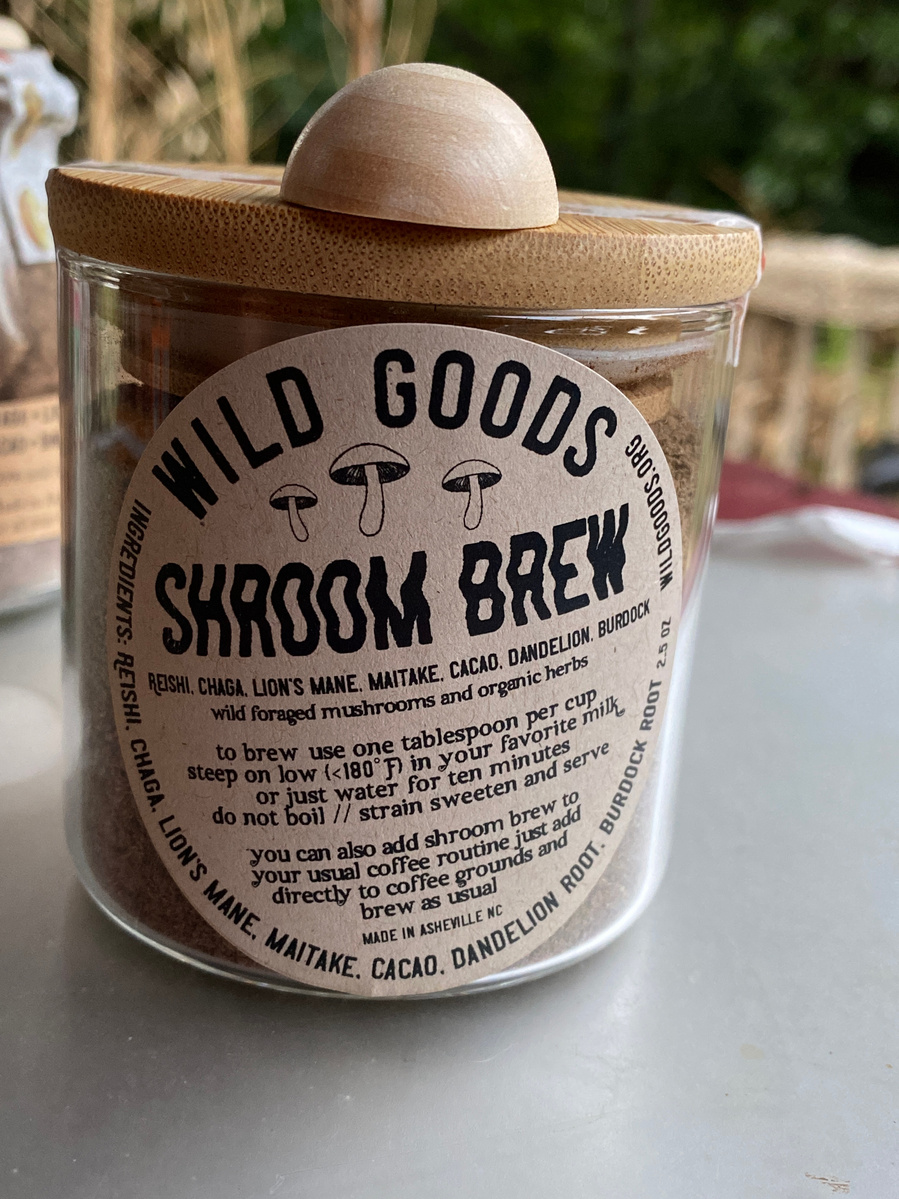 WILD GOODS
SHROOM BREW
REISHI, CHAGA, LION'S MANE, MAITAKE, CACAO, DANDELION, BURDOCK
wild foraged mushrooms and organic herbs
to brew use one tablespoon per cup
steep on low (<180°F) in your favorite milk
or just water for ten minutes
do not boil // strain sweeten and serve
you can also add shroom brew to
your usual coffee routine just add
directly to coffee grounds and
brew as usual
MADE IN ASHEVILLE NC
INGREDIENTS: REISHI, CHAGA, LION'S MANE, MAITAKE, CACAO, DANDELION ROOT, BURDOCK ROOT 2.5 OZ WILDGOODS.ORG